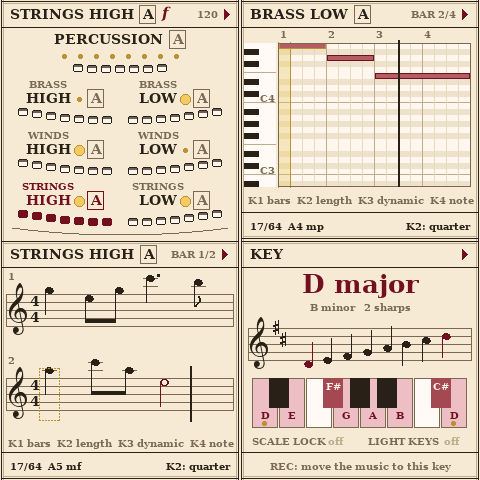 STRINGS HIGH A f 120
PERCUSSION A
BRASS
HIGH A
BRASS
LOW A
WINDS
HIGH A
WINDS
LOW A
STRINGS
HIGH A
STRINGS
LOW A
BRASS LOW A BAR 2/4
1 2 3 4
C4
C3
K1 bars K2 length K3 dynamic K4 note
17/64 A4 mp K2: quarter
STRINGS HIGH A BAR 1/2
1
4
4
2
4
4
K1 bars K2 length K3 dynamic K4 note
17/64 A5 mf K2: quarter
KEY
D major
B minor 2 sharps
F# C#
D E G A B D
SCALE LOCK off LIGHT KEYS off
REC: move the music to this key